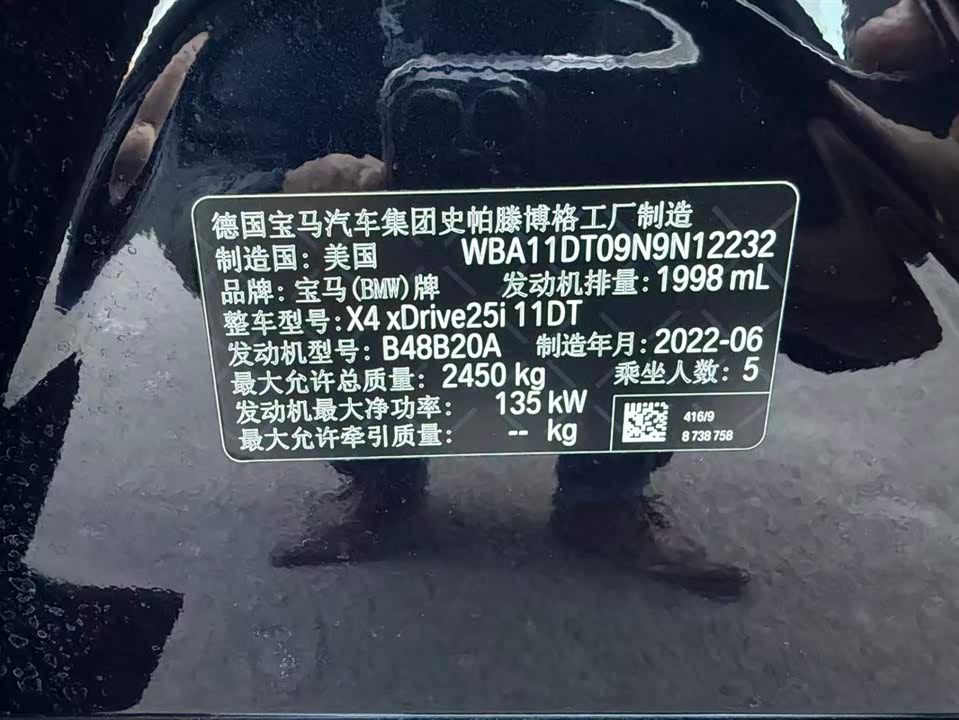 德国宝马汽车集团史帕滕博格工厂制造
制造国：美国 WBA11DT09N9N12232
品牌：宝马(BMW)牌 发动机排量：1998 mL
整车型号：X4 xDrive25i 11DT
发动机型号：B48B20A 制造年月：2022-06
最大允许总质量：2450 kg 乘坐人数：5
发动机最大净功率：135 kW
最大允许牵引质量：-- kg
416/9
8 738 758